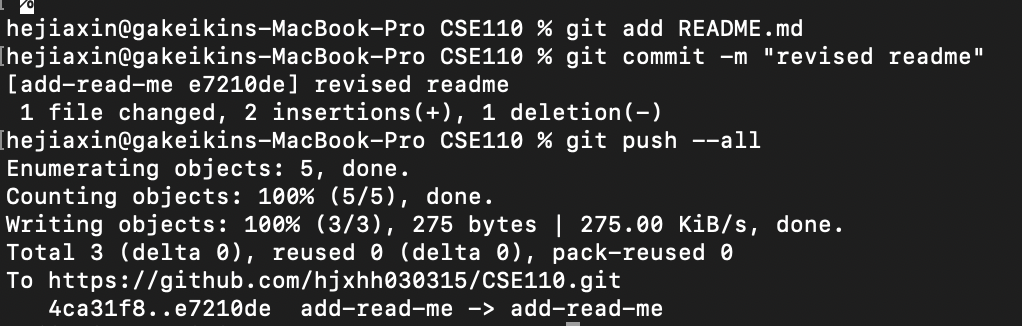 %
hejiaxin@gakeikins-MacBook-Pro CSE110 % git add README.md
[hejiaxin@gakeikins-MacBook-Pro CSE110 % git commit -m "revised readme"
[add-read-me e7210de] revised readme
 1 file changed, 2 insertions(+), 1 deletion(-)
[hejiaxin@gakeikins-MacBook-Pro CSE110 % git push --all
Enumerating objects: 5, done.
Counting objects: 100% (5/5), done.
Writing objects: 100% (3/3), 275 bytes | 275.00 KiB/s, done.
Total 3 (delta 0), reused 0 (delta 0), pack-reused 0
To https://github.com/hjxhh030315/CSE110.git
   4ca31f8..e7210de  add-read-me -> add-read-me